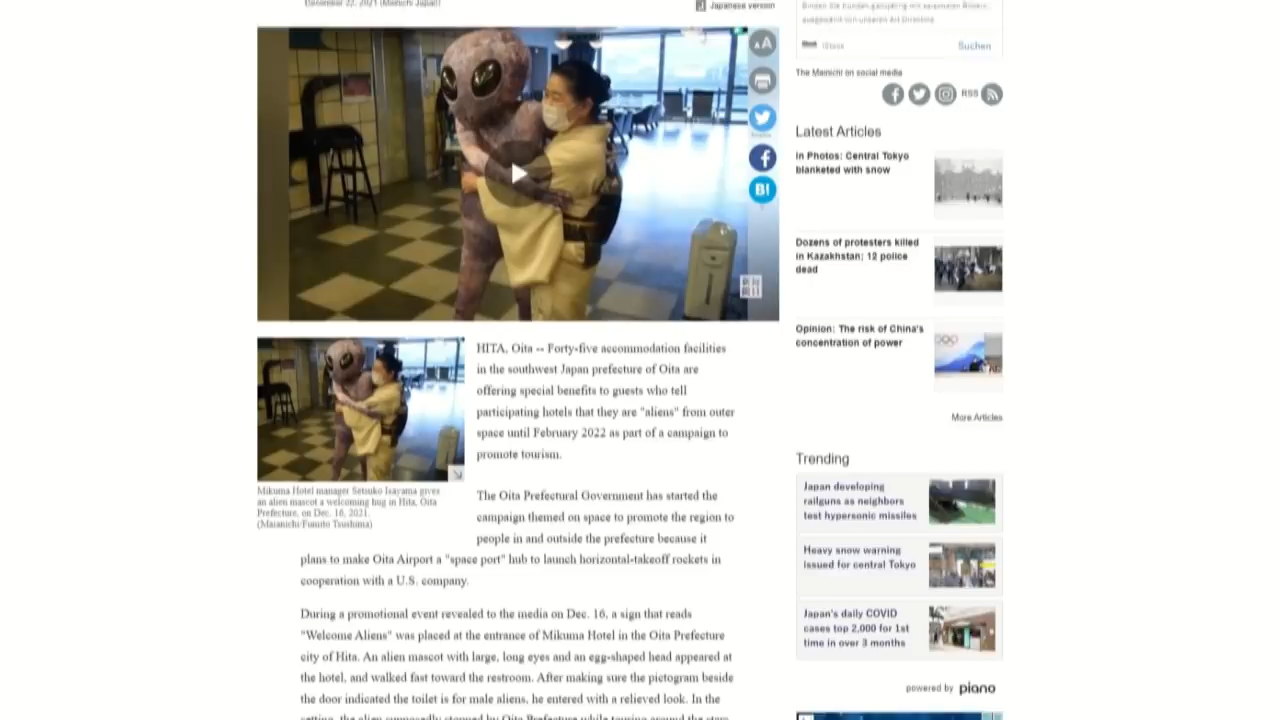 December 22, 2021 (Mainichi Japan)
Japanese version
AA
B!
HITA, Oita -- Forty-five accommodation facilities
in the southwest Japan prefecture of Oita are
offering special benefits to guests who tell
participating hotels that they are "aliens" from outer
space until February 2022 as part of a campaign to
promote tourism.
Mikuma Hotel manager Setsuko Isayama gives
an alien mascot a welcoming hug in Hita, Oita
Prefecture, on Dec. 16, 2021.
The Oita Prefectural Government has started the
campaign themed on space to promote the region to
people in and outside the prefecture because it
plans to make Oita Airport a "space port" hub to launch horizontal-takeoff rockets in
cooperation with a U.S. company.
During a promotional event revealed to the media on Dec. 16, a sign that reads
"Welcome Aliens" was placed at the entrance of Mikuma Hotel in the Oita Prefecture
city of Hita. An alien mascot with large, long eyes and an egg-shaped head appeared at
the hotel, and walked fast toward the restroom. After making sure the pictogram beside
the door indicated the toilet is for male aliens, he entered with a relieved look. In the
iStock
Suchen
The Mainichi on social media
RSS
Latest Articles
In Photos: Central Tokyo
blanketed with snow
Dozens of protesters killed
in Kazakhstan; 12 police
dead
Opinion: The risk of China's
concentration of power
More Articles
Trending
Japan developing
railguns as neighbors
test hypersonic missiles
Heavy snow warning
issued for central Tokyo
Japan's daily COVID
cases top 2,000 for 1st
time in over 3 months
powered by piano